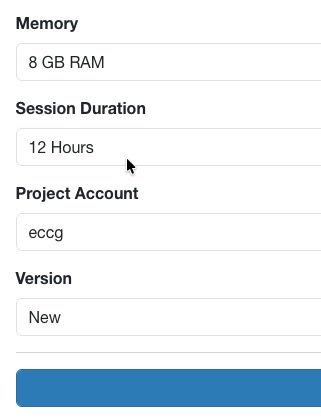 Memory
8 GB RAM
Session Duration
12 Hours
Project Account
eccg
Version
New